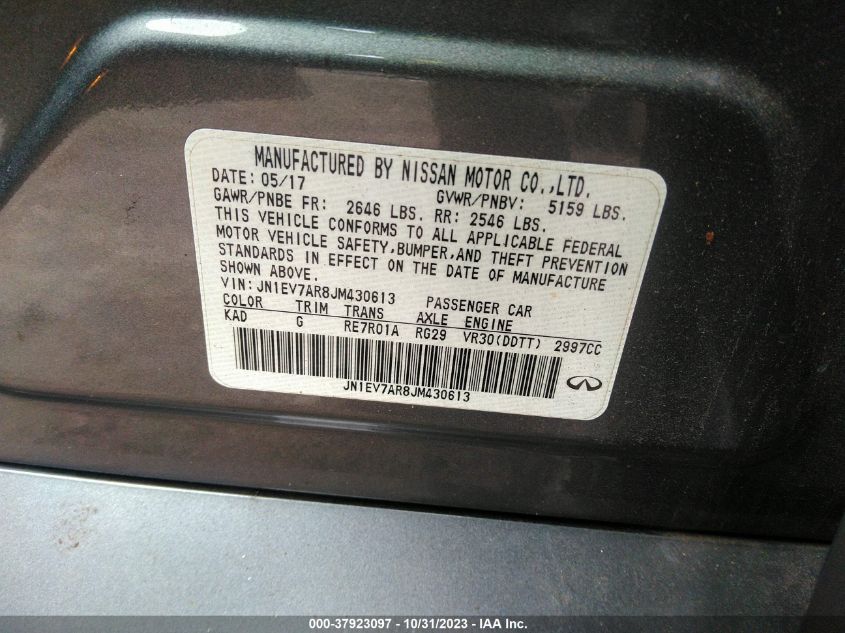 MANUFACTURED BY NISSAN MOTOR CO.,LTD.
DATE: 05/17 GVWR/PNBV: 5159 LBS.
GAWR/PNBE FR: 2646 LBS. RR: 2546 LBS.
THIS VEHICLE CONFORMS TO ALL APPLICABLE FEDERAL
MOTOR VEHICLE SAFETY,BUMPER,AND THEFT PREVENTION
STANDARDS IN EFFECT ON THE DATE OF MANUFACTURE
SHOWN ABOVE.
VIN: JN1EV7AR8JM430613 PASSENGER CAR
COLOR TRIM TRANS AXLE ENGINE
KAD G RE7R01A RG29 VR30(DDTT) 2997CC
JN1EV7AR8JM430613
000-37923097 - 10/31/2023 - IAA Inc.